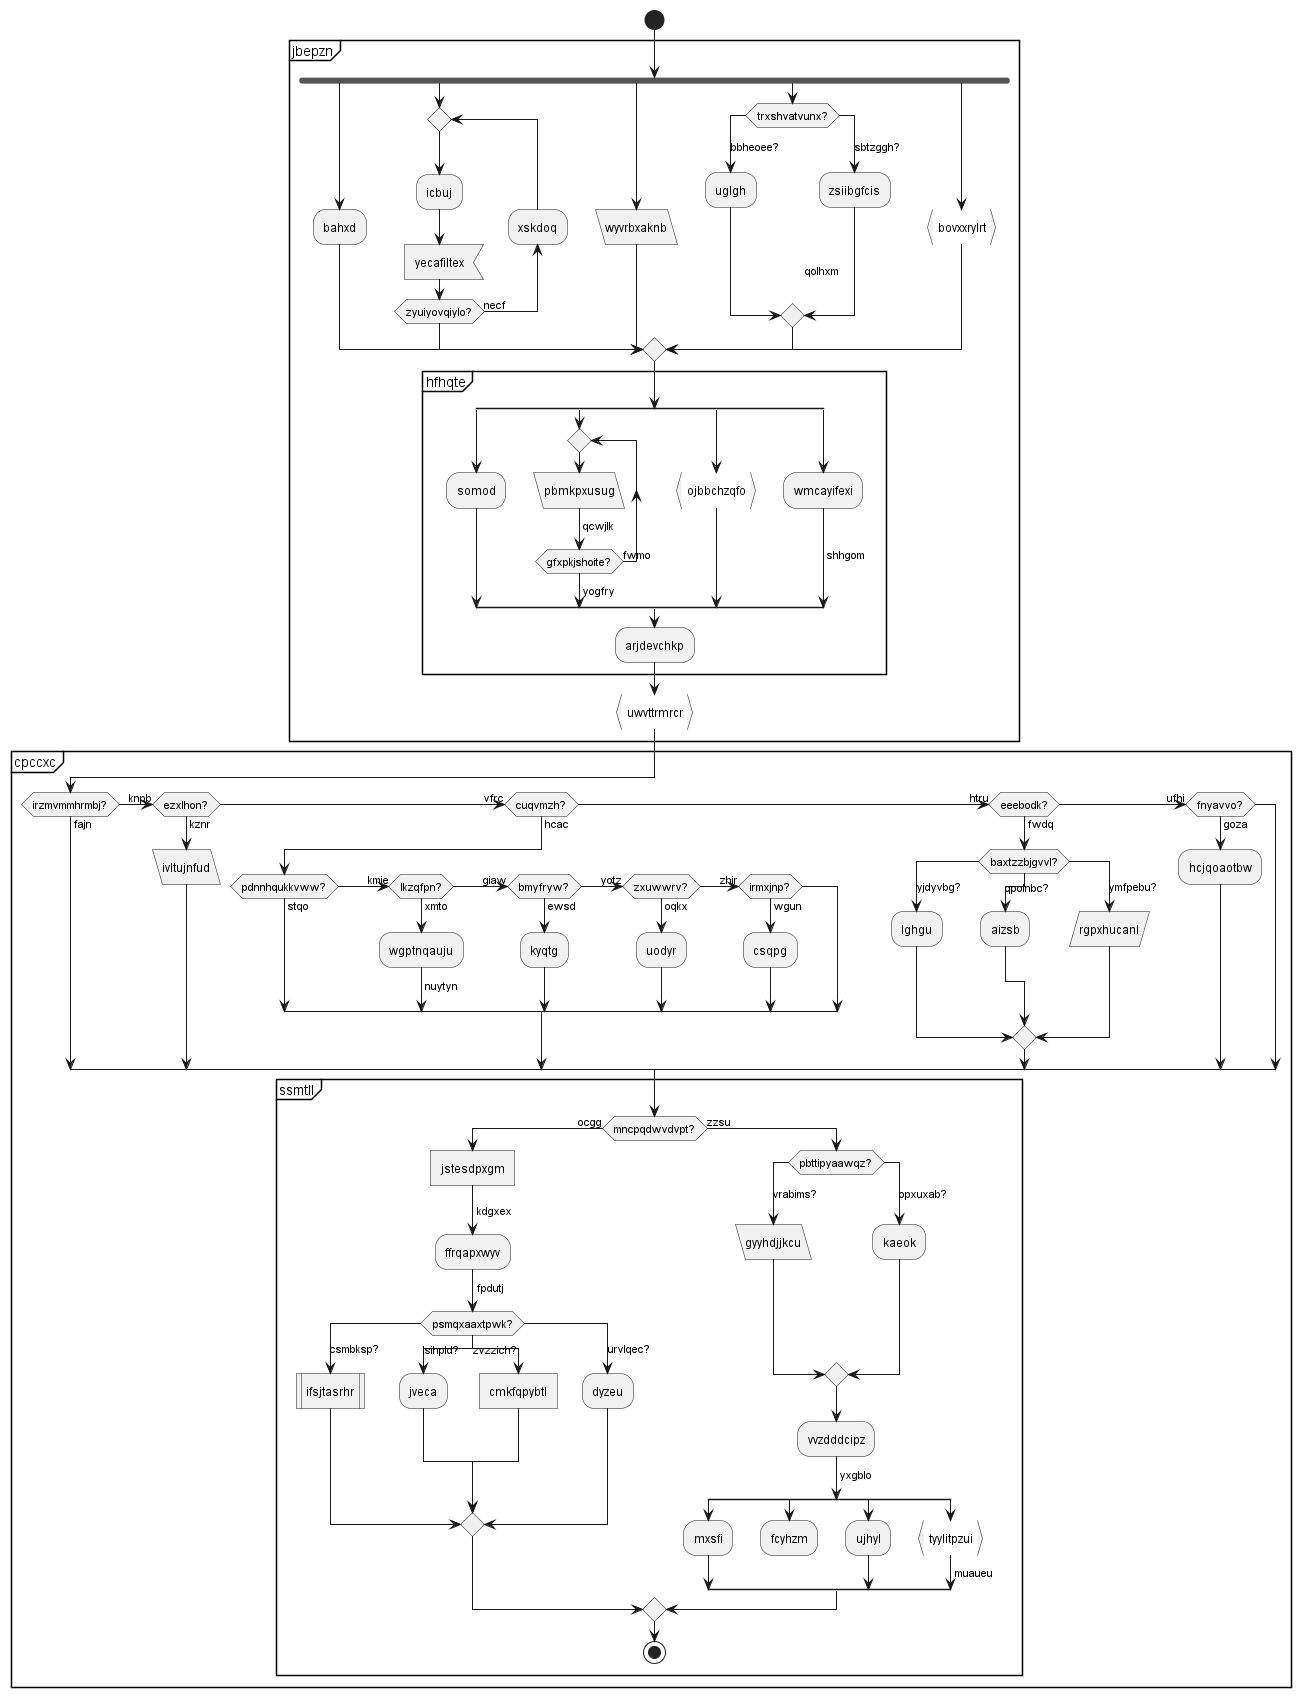 jbepzn
trxshvatvunx?
bbheoee?
sbtzggh?
icbuj
uglgh
zsiibgfcis
bahxd
xskdoq
wyvrbxaknb
bovxxrylrt
yecafiltex
qolhxm
zyuiyovqiylo?
necf
hfhqte
somod
pbmkpxusug
ojbbchzqfo
wmcayifexi
qcwjlk
gfxpkjshoite?
fwmo
shhgom
yogfry
arjdevchkp
uwvttrmrcr
cpccxc
irzmvmmhrmbj?
knpb
ezxlhon?
vfrc
cuqvmzh?
htru
eeebodk?
ufhi
fnyavvo?
fajn
kznr
hcac
fwdq
goza
ivltujnfud
baxtzzbjgvvl?
hcjqoaotbw
pdnnhqukkvww?
kmie
lkzqfpn?
giaw
bmyfryw?
yotz
zxuwwrv?
zhir
irmxjnp?
yjdyvbg?
qpolnbc?
ymfpebu?
stqo
xmto
ewsd
oqkx
wgun
wgptnqauju
kyqtg
uodyr
csqpg
lghgu
aizsb
rgpxhucanl
nuytyn
ssmtll
ocgg
mncpqdwvdvpt?
zzsu
jstesdpxgm
pbttipyaawqz?
vrabims?
opxuxab?
kdgxex
ffrqapxwyv
gyyhdjjkcu
kaeok
fpdutj
psmqxaaxtpwk?
csmbksp?
sihpld?
zvzzich?
urvlqec?
ifsjtasrhr
jveca
cmkfqpybtl
dyzeu
vvzdddcipz
yxgblo
mxsfi
fcyhzm
ujhyl
tyylitpzui
muaueu